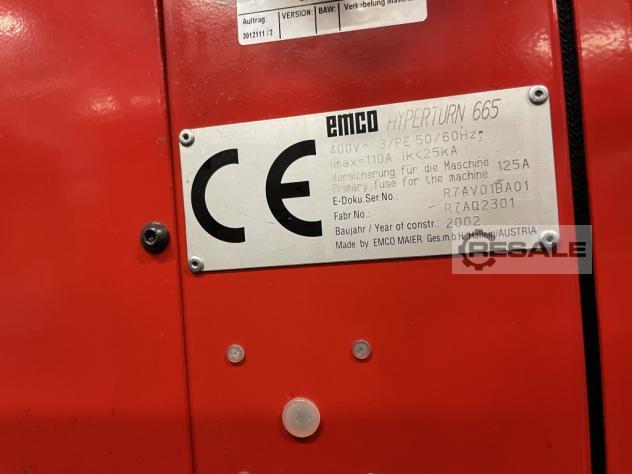 Auftrag:
3012111 / 2
VERSION:
BAW:
Verkabelung Maschi
CE
emco HYPERTURN 665
400V~ 3/PE 50/60Hz,
Imax=110A Ik<25kA
Vorsicherung für die Maschine
Primary fuse for the machine 125A
E-Doku.Ser.No.: R7AV01BA01
Fabr.No.: R7AQ2301
Baujahr / Year of constr.: 2002
Made by EMCO MAIER Ges.m.b.H. Hallein/AUSTRIA
RESALE